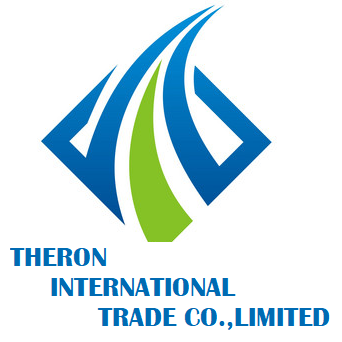 THERON
INTERNATIONAL
TRADE CO.,LIMITED